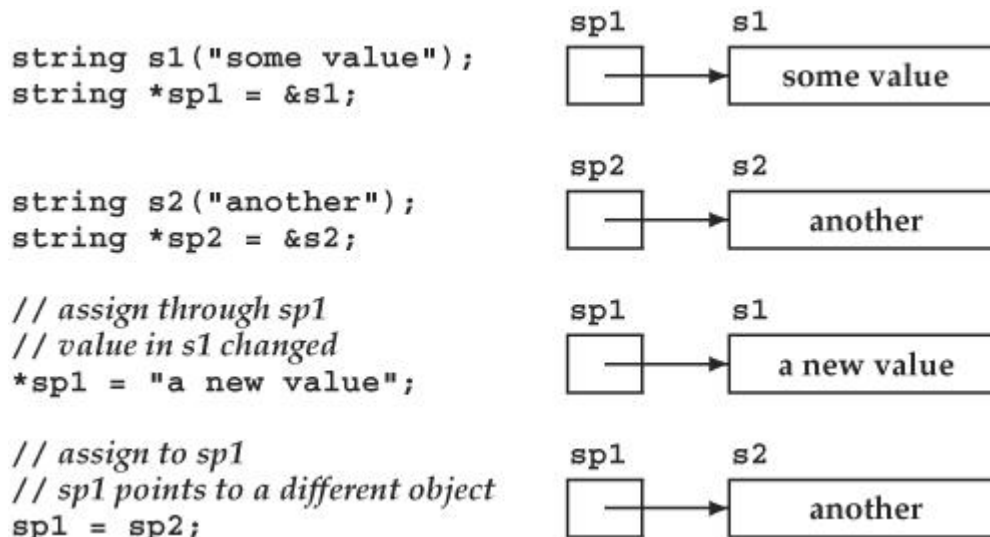 sp1 s1
string s1("some value");
string *sp1 = &s1;
some value
sp2 s2
string s2("another");
string *sp2 = &s2;
another
// assign through sp1
// value in s1 changed
*sp1 = "a new value";
sp1 s1
a new value
// assign to sp1
// sp1 points to a different object
sp1 = sp2;
sp1 s2
another